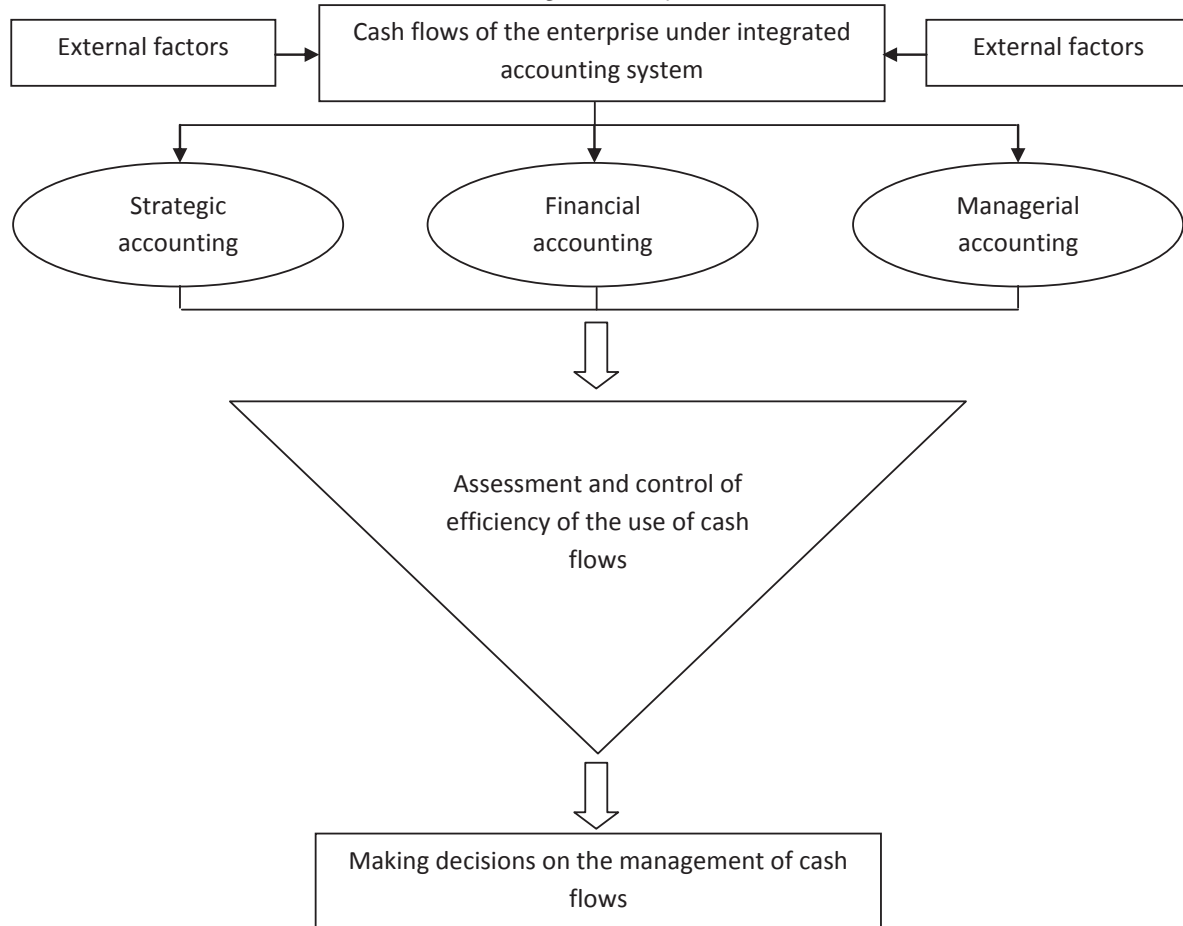 External factors
Cash flows of the enterprise under integrated
accounting system
External factors
Strategic
accounting
Financial
accounting
Managerial
accounting
Assessment and control of
efficiency of the use of cash
flows
Making decisions on the management of cash
flows